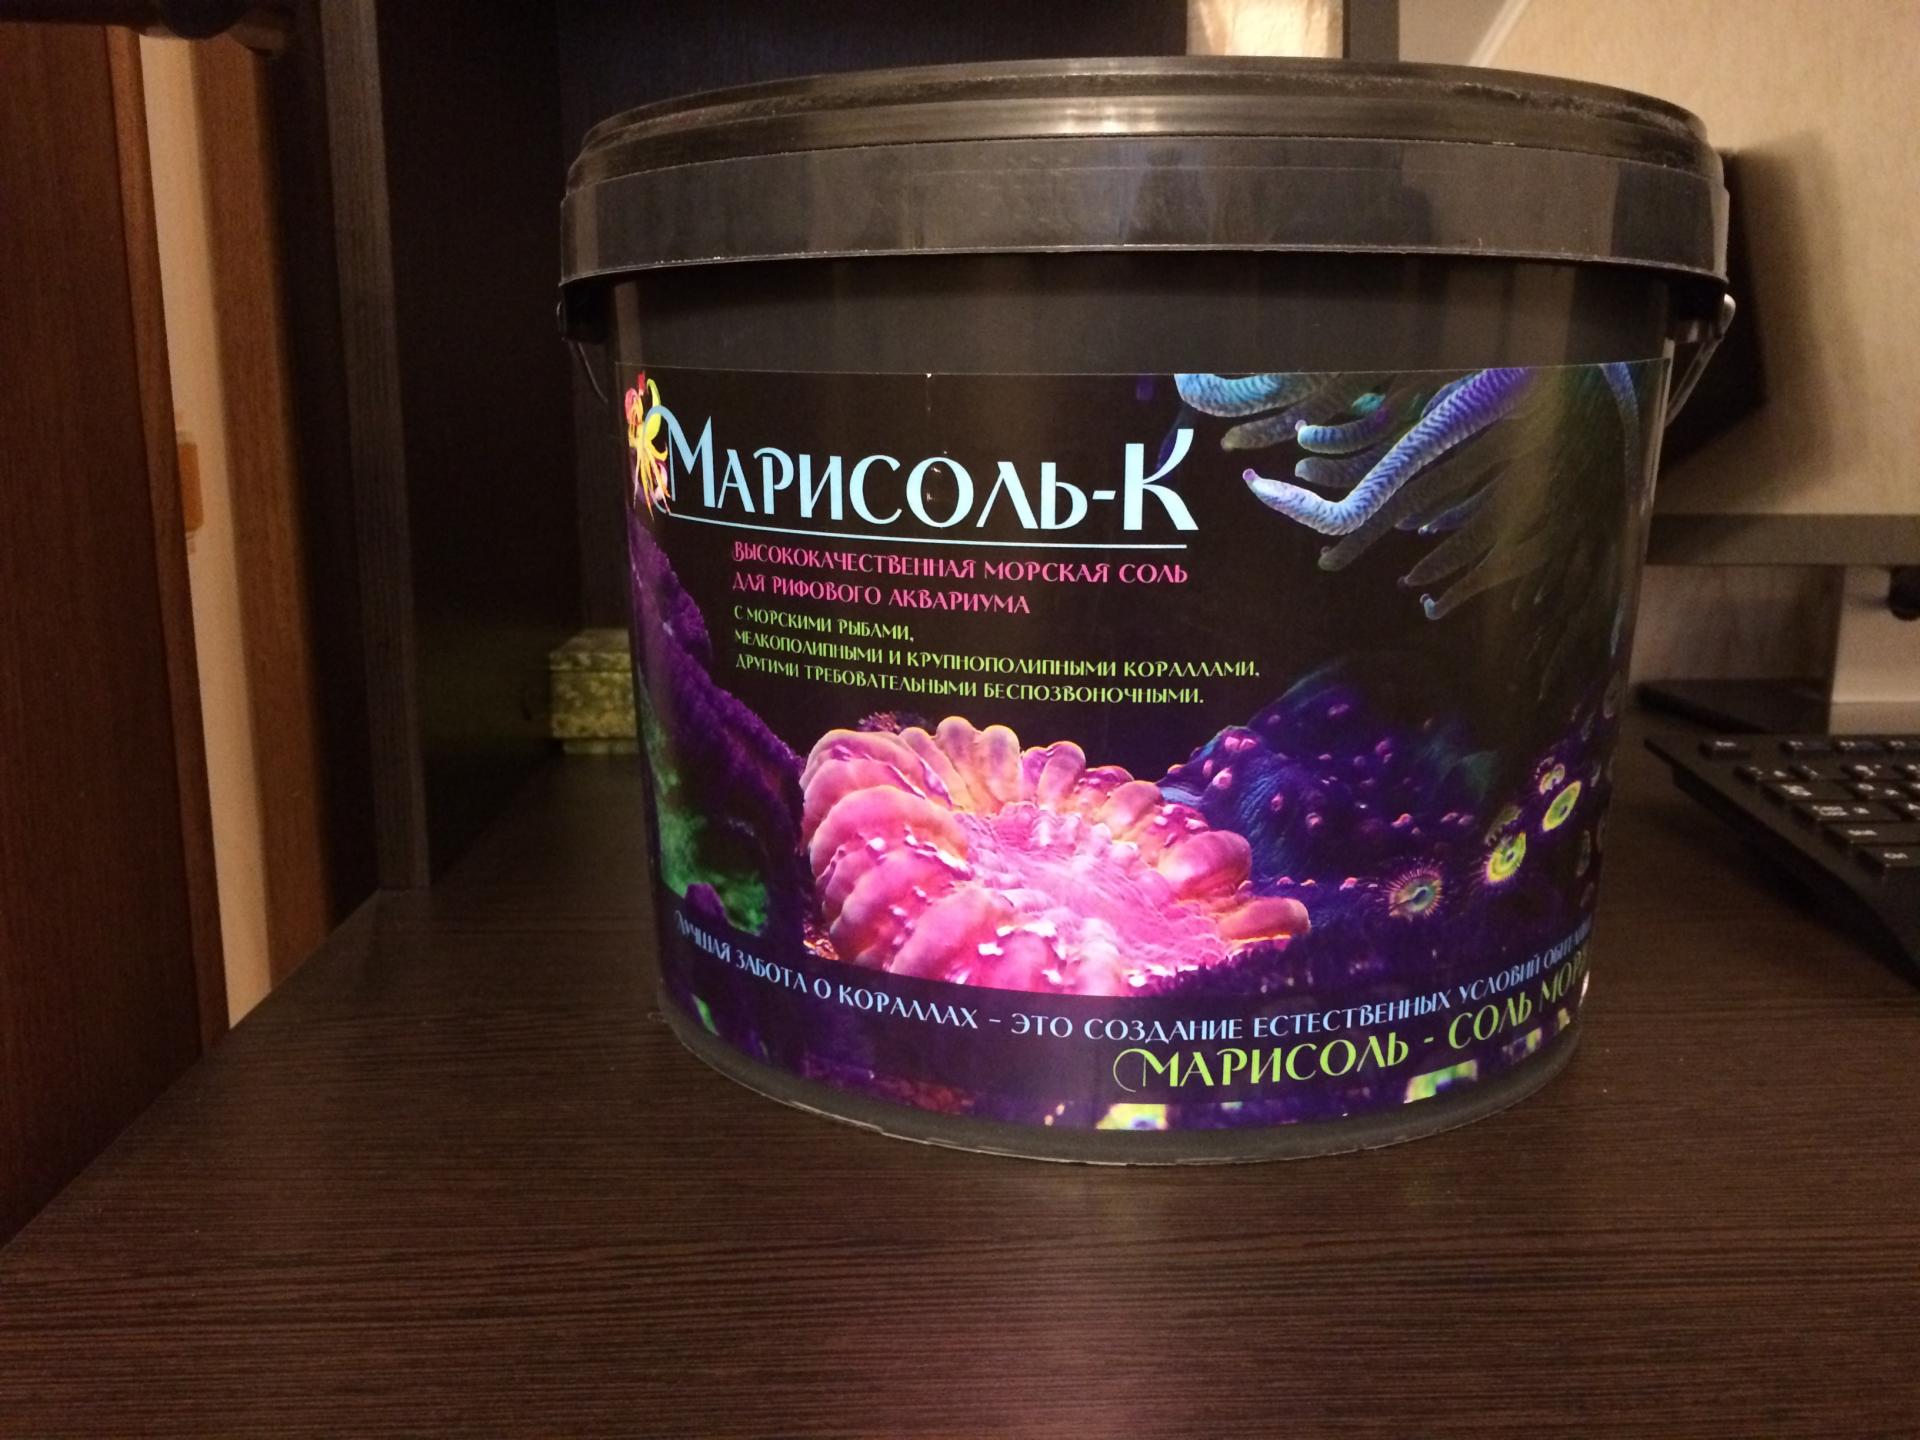 Марисоль-К
Высококачественная морская соль
для рифового аквариума
с морскими рыбами,
мелкополипными и крупнополипными кораллами,
другими требовательными беспозвоночными.
Лучшая забота о кораллах – это создание естественных условий
Марисоль - соль